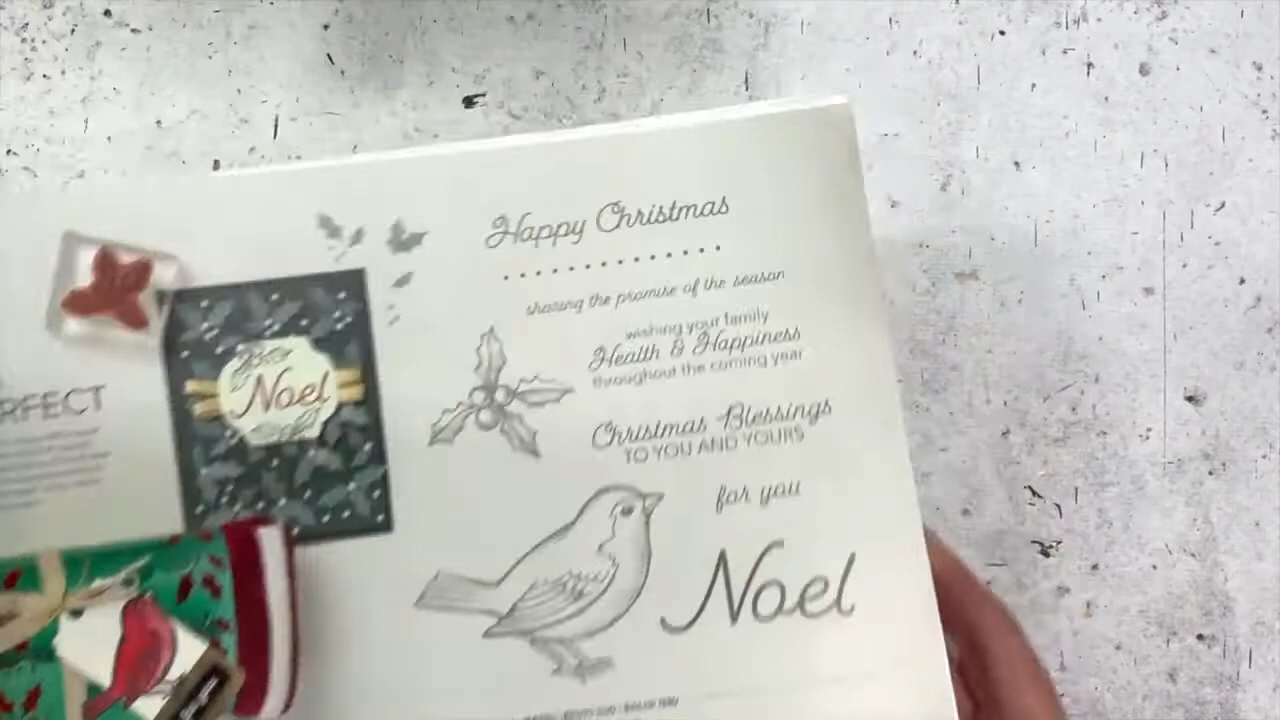 Happy Christmas
sharing the promise of the season
wishing your family
Health & Happiness
throughout the coming year
Christmas Blessings
TO YOU AND YOURS
for you
Noel
Noel
RFECT